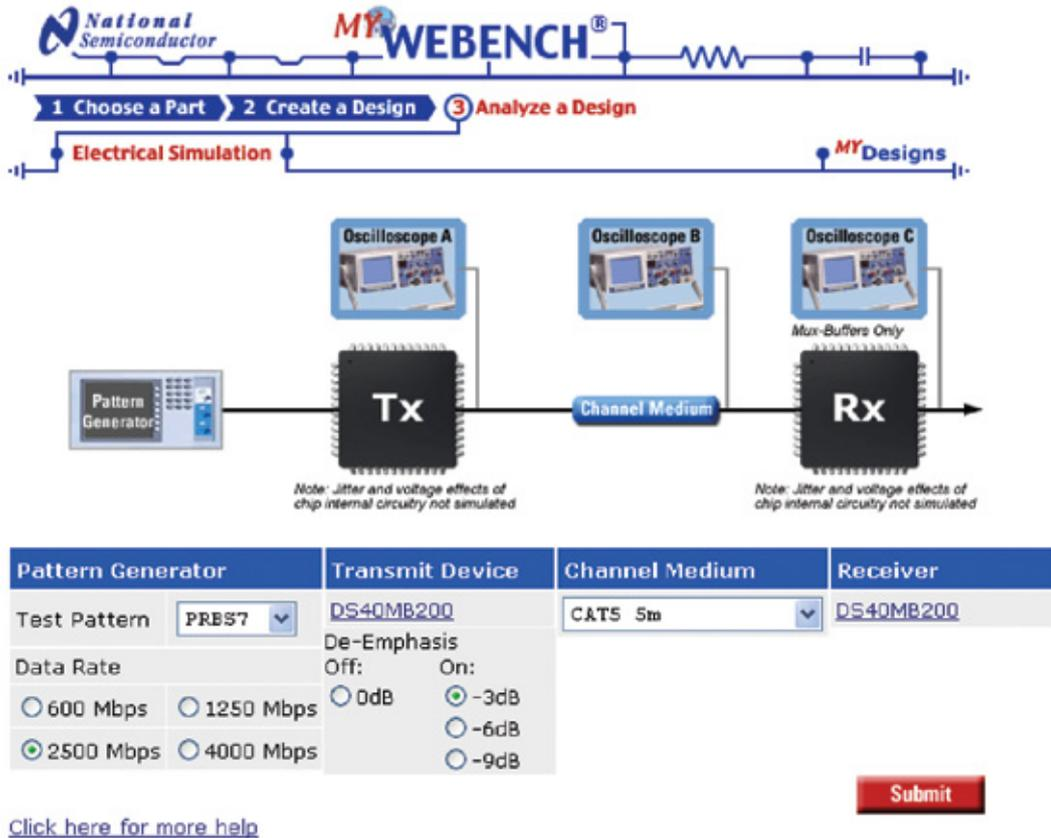 National
Semiconductor
MY WEBENCH®
1 Choose a Part
2 Create a Design
3 Analyze a Design
Electrical Simulation
MY Designs
Oscilloscope A
Oscilloscope B
Oscilloscope C
Mux-Buffers Only
Pattern
Generator
Tx
Channel Medium
Rx
Note: Jitter and voltage effects of
chip internal circuitry not simulated
Note: Jitter and voltage effects of
chip internal circuitry not simulated
Pattern Generator
Transmit Device
Channel Medium
Receiver
Test Pattern
PRBS7
DS40MB200
CAT5 5m
DS40MB200
De-Emphasis
Data Rate
Off:
On:
600 Mbps
1250 Mbps
0dB
-3dB
-6dB
2500 Mbps
4000 Mbps
-9dB
Submit
Click here for more help